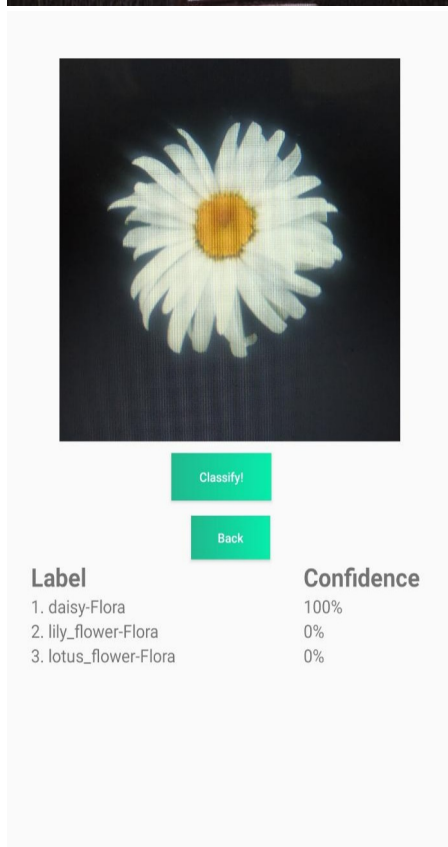 Classify!
Back
Label Confidence
1. daisy-Flora 100%
2. lily_flower-Flora 0%
3. lotus_flower-Flora 0%